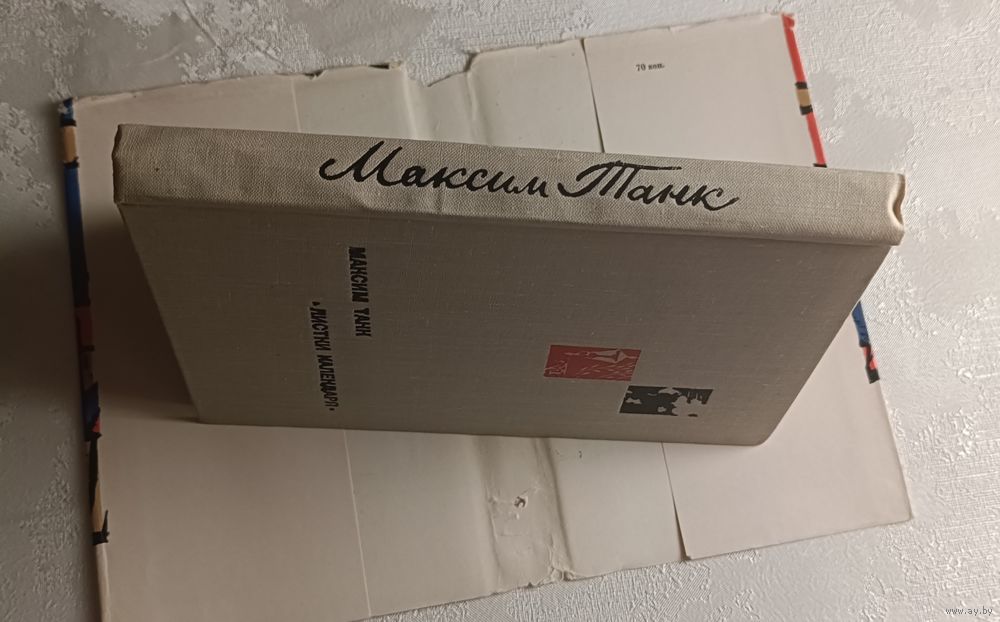 70 коп.
Максим Танк
МАКСИМ ТАНК
• ЛИСТКИ КАЛЕНДАРЯ •
www.ay.by